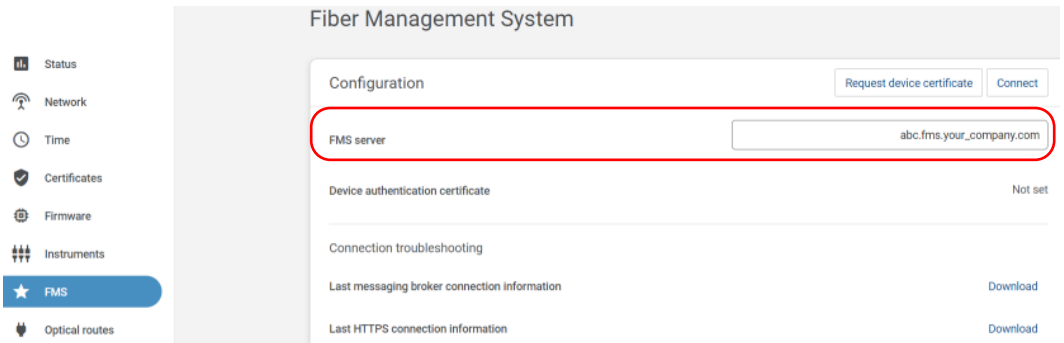 Fiber Management System
Status
Network
Time
Certificates
Firmware
Instruments
FMS
Optical routes
Configuration
Request device certificate
Connect
FMS server
abc.fms.your_company.com
Device authentication certificate
Not set
Connection troubleshooting
Last messaging broker connection information
Download
Last HTTPS connection information
Download